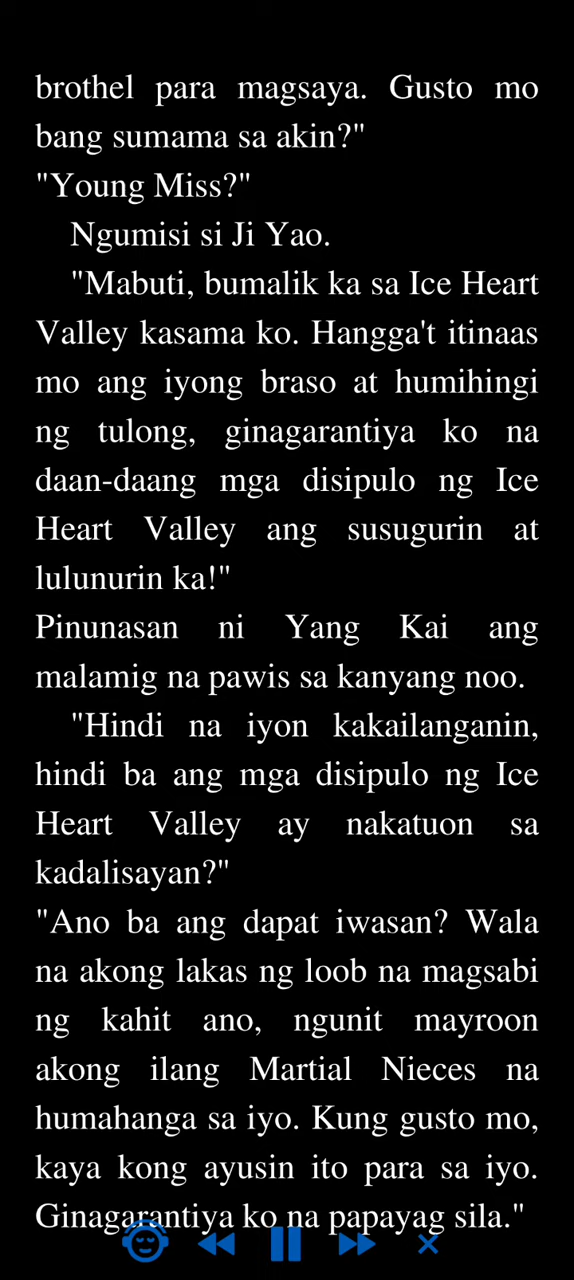 brothel para magsaya. Gusto mo
bang sumama sa akin?"
"Young Miss?"
Ngumisi si Ji Yao.
"Mabuti, bumalik ka sa Ice Heart
Valley kasama ko. Hangga't itinaas
mo ang iyong braso at humihingi
ng tulong, ginagarantiya ko na
daan-daang mga disipulo ng Ice
Heart Valley ang susugurin at
lulunurin ka!"
Pinunasan ni Yang Kai ang
malamig na pawis sa kanyang noo.
"Hindi na iyon kakailanganin,
hindi ba ang mga disipulo ng Ice
Heart Valley ay nakatuon sa
kadalisayan?"
"Ano ba ang dapat iwasan? Wala
na akong lakas ng loob na magsabi
ng kahit ano, ngunit mayroon
akong ilang Martial Nieces na
humahanga sa iyo. Kung gusto mo,
kaya kong ayusin ito para sa iyo.
Ginagarantiya ko na papayag sila."